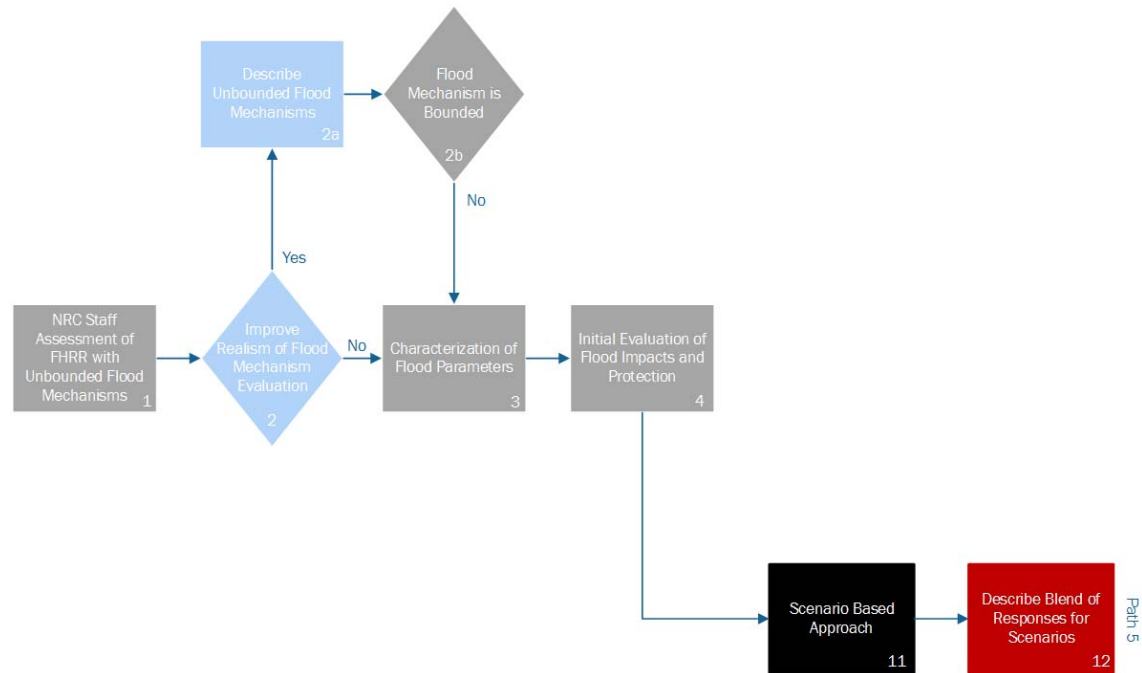 Describe
Unbounded Flood
Mechanisms
2a
Flood
Mechanism is
Bounded
2b
No
Yes
NRC Staff
Assessment of
FHRR with
Unbounded Flood
Mechanisms
1
Improve
Realism of Flood
Mechanism
Evaluation
2
No
Characterization of
Flood Parameters
3
Initial Evaluation of
Flood Impacts and
Protection
4
Scenario Based
Approach
11
Describe Blend of
Responses for
Scenarios
12
Path 5